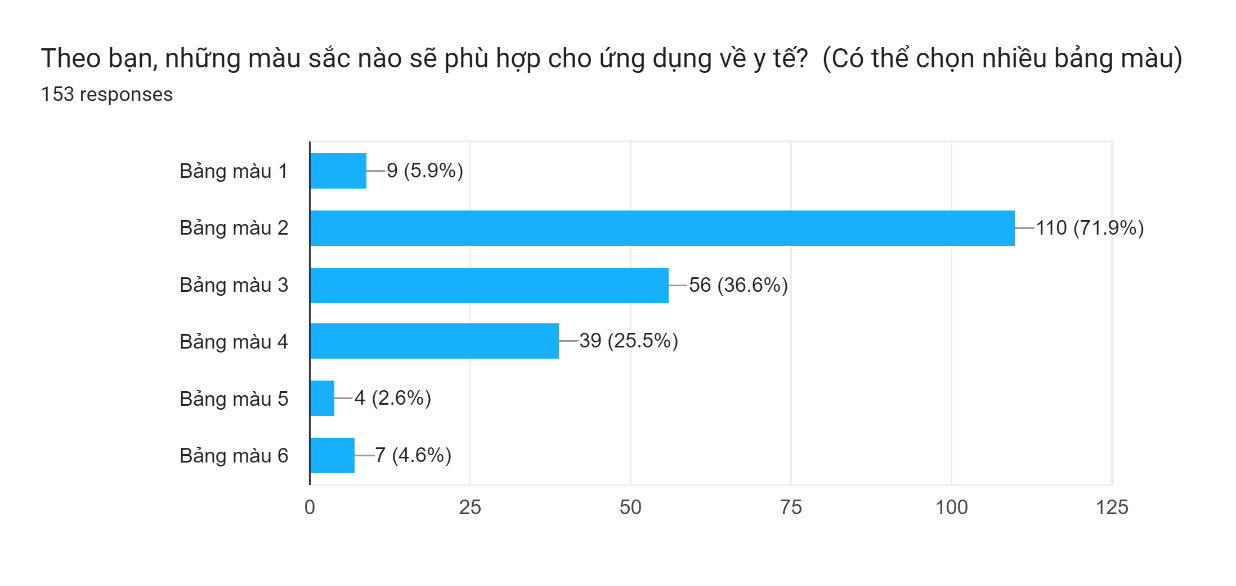 Theo bạn, những màu sắc nào sẽ phù hợp cho ứng dụng về y tế?  (Có thể chọn nhiều bảng màu)
153 responses
Bảng màu 1 9 (5.9%)
Bảng màu 2 110 (71.9%)
Bảng màu 3 56 (36.6%)
Bảng màu 4 39 (25.5%)
Bảng màu 5 4 (2.6%)
Bảng màu 6 7 (4.6%)
0 25 50 75 100 125